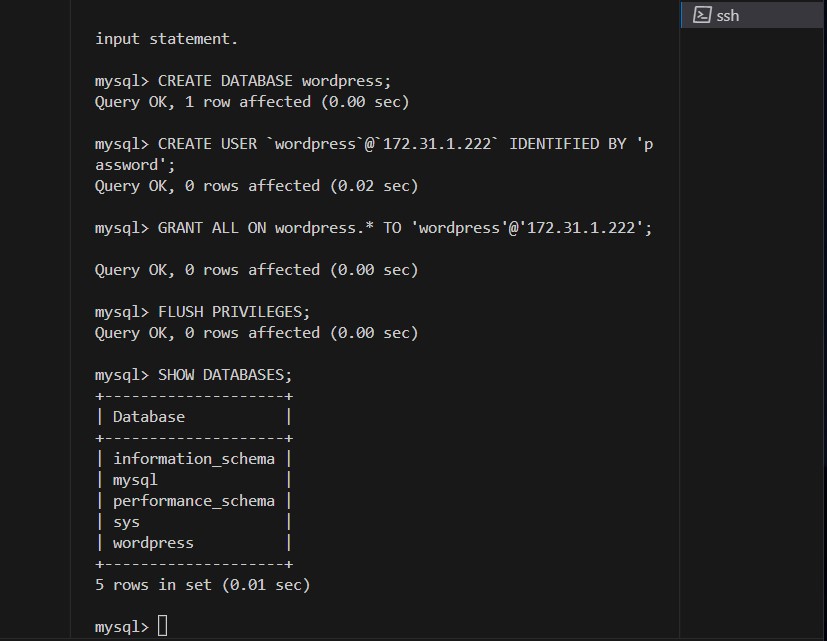 input statement.
mysql> CREATE DATABASE wordpress;
Query OK, 1 row affected (0.00 sec)
mysql> CREATE USER `wordpress`@`172.31.1.222` IDENTIFIED BY 'p
assword';
Query OK, 0 rows affected (0.02 sec)
mysql> GRANT ALL ON wordpress.* TO 'wordpress'@'172.31.1.222';
Query OK, 0 rows affected (0.00 sec)
mysql> FLUSH PRIVILEGES;
Query OK, 0 rows affected (0.00 sec)
mysql> SHOW DATABASES;
+--------------------+
| Database           |
+--------------------+
| information_schema |
| mysql              |
| performance_schema |
| sys                |
| wordpress          |
+--------------------+
5 rows in set (0.01 sec)
mysql>
ssh